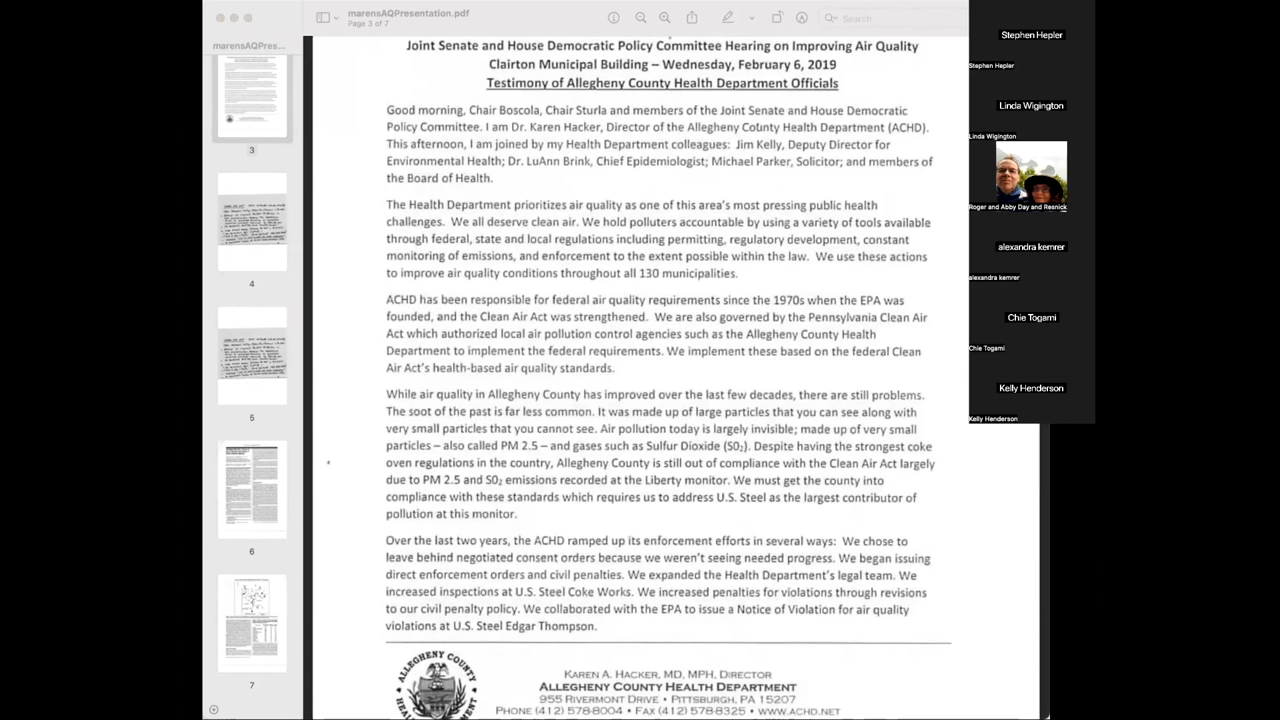 marensAQPres...
3
4
5
6
7
marensAQPresentation.pdf
Page 3 of 7
Search
Joint Senate and House Democratic Policy Committee Hearing on Improving Air Quality
Clairton Municipal Building – Wednesday, February 6, 2019
Testimony of Allegheny County Health Department Officials
Good morning, Chair Boscola, Chair Sturla and members of the Joint Senate and House Democratic
Policy Committee. I am Dr. Karen Hacker, Director of the Allegheny County Health Department (ACHD).
This afternoon, I am joined by my Health Department colleagues: Jim Kelly, Deputy Director for
Environmental Health; Dr. LuAnn Brink, Chief Epidemiologist; Michael Parker, Solicitor; and members of
the Board of Health.
The Health Department prioritizes air quality as one of this area's most pressing public health
challenges. We all deserve clean air. We hold polluters accountable by using a variety of tools available
through federal, state and local regulations including permitting, regulatory development, constant
monitoring of emissions, and enforcement to the extent possible within the law. We use these actions
to improve air quality conditions throughout all 130 municipalities.
ACHD has been responsible for federal air quality requirements since the 1970s when the EPA was
founded, and the Clean Air Act was strengthened. We are also governed by the Pennsylvania Clean Air
Act which authorized local air pollution control agencies such as the Allegheny County Health
Department to implement the federal requirements. We implement these based on the federal Clean
Air Act's health-based air quality standards.
While air quality in Allegheny County has improved over the last few decades, there are still problems.
The soot of the past is far less common. It was made up of large particles that you can see along with
very small particles that you cannot see. Air pollution today is largely invisible; made up of very small
particles – also called PM 2.5 – and gases such as Sulfur Dioxide (S0₂). Despite having the strongest coke
oven regulations in the country, Allegheny County is still out of compliance with the Clean Air Act largely
due to PM 2.5 and S0₂ emissions recorded at the Liberty monitor. We must get the county into
compliance with these standards which requires us to address U.S. Steel as the largest contributor of
pollution at this monitor.
Over the last two years, the ACHD ramped up its enforcement efforts in several ways: We chose to
leave behind negotiated consent orders because we weren't seeing needed progress. We began issuing
direct enforcement orders and civil penalties. We expanded the Health Department's legal team. We
increased inspections at U.S. Steel Coke Works. We increased penalties for violations through revisions
to our civil penalty policy. We collaborated with the EPA to issue a Notice of Violation for air quality
violations at U.S. Steel Edgar Thompson.
ALLEGHENY COUNTY
KAREN A. HACKER, MD, MPH, DIRECTOR
ALLEGHENY COUNTY HEALTH DEPARTMENT
955 RIVERMONT DRIVE • PITTSBURGH, PA 15207
PHONE (412) 578-8004 • FAX (412) 578-8325 • WWW.ACHD.NET
Stephen Hepler
Stephen Hepler
Linda Wigington
Linda Wigington
Roger and Abby Day and Resnick
alexandra kemrer
alexandra kemrer
Chie Togami
Chie Togami
Kelly Henderson
Kelly Henderson